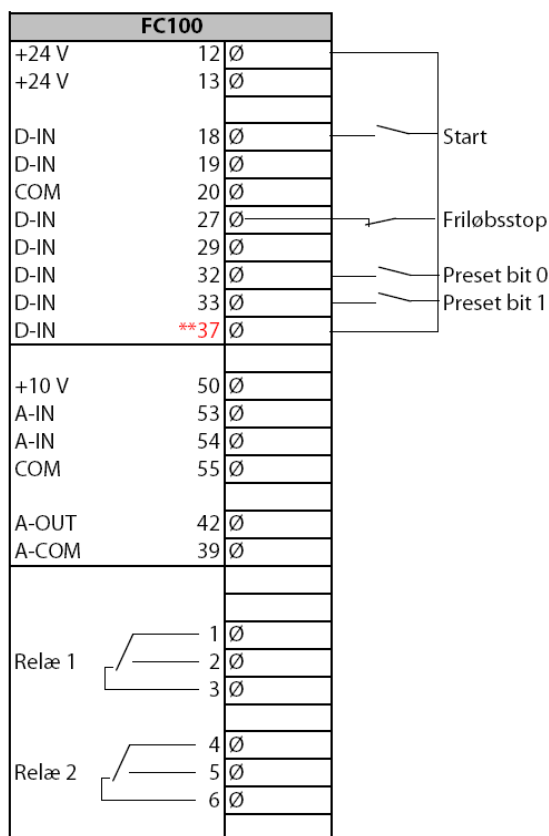 FC100
+24 V 12 Ø
+24 V 13 Ø
D-IN 18 Ø Start
D-IN 19 Ø
COM 20 Ø
D-IN 27 Ø Friløbsstop
D-IN 29 Ø
D-IN 32 Ø Preset bit 0
D-IN 33 Ø Preset bit 1
D-IN **37 Ø
+10 V 50 Ø
A-IN 53 Ø
A-IN 54 Ø
COM 55 Ø
A-OUT 42 Ø
A-COM 39 Ø
1 Ø
Relæ 1 2 Ø
3 Ø
4 Ø
Relæ 2 5 Ø
6 Ø